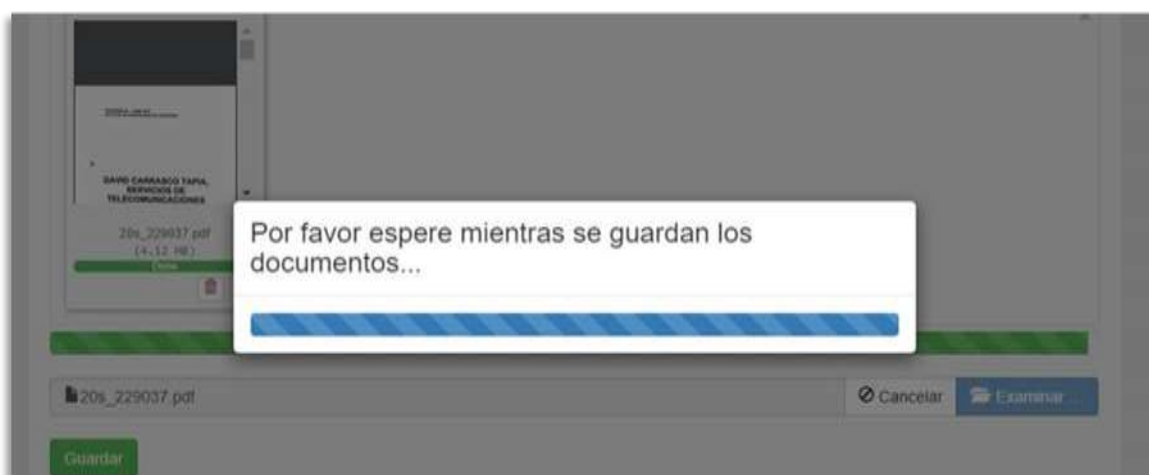 DAVID CARRASCO TAPIA,
SERVICIOS DE
TELECOMUNICACIONES
20s_229037.pdf
(4.12 MB)
Por favor espere mientras se guardan los
documentos...
20s_229037.pdf
Cancelar
Examinar ...
Guardar